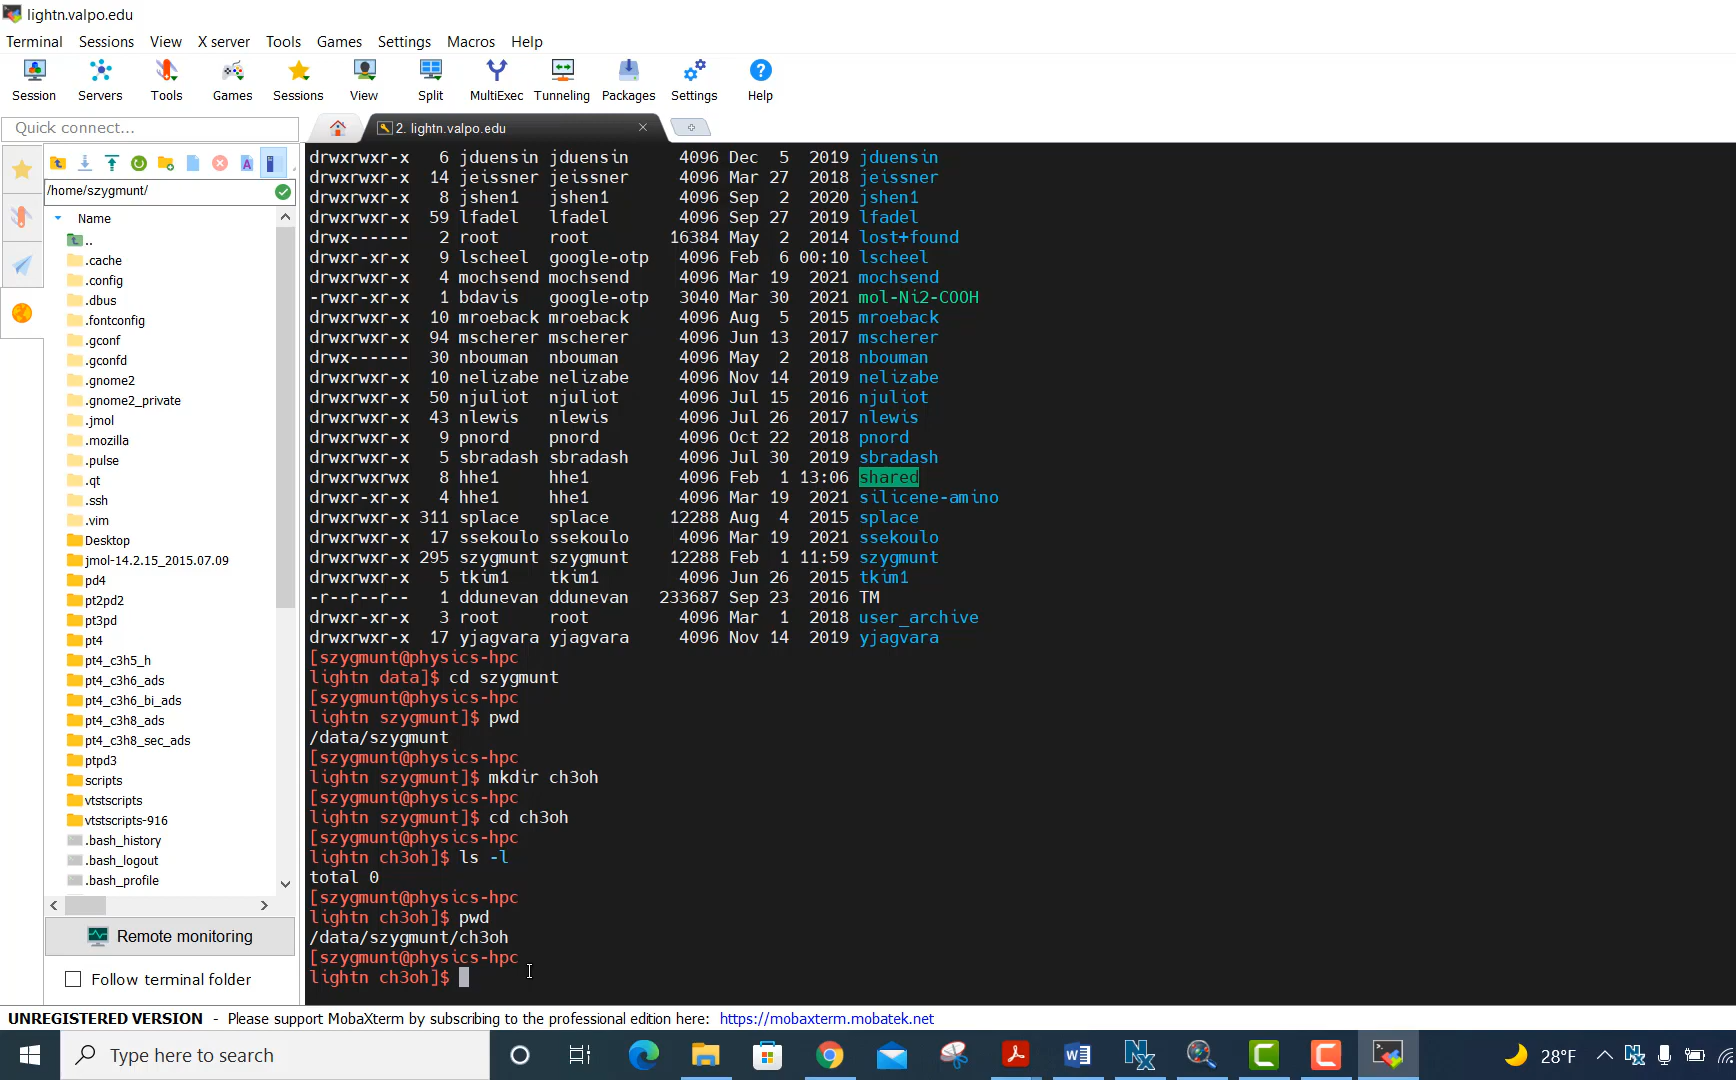 lightn.valpo.edu
Terminal Sessions View X server Tools Games Settings Macros Help
Session Servers Tools Games Sessions View Split MultiExec Tunneling Packages Settings Help
Quick connect...
2. lightn.valpo.edu
/home/szygmunt/
Name
..
.cache
.config
.dbus
.fontconfig
.gconf
.gconfd
.gnome2
.gnome2_private
.jmol
.mozilla
.pulse
.qt
.ssh
.vim
Desktop
jmol-14.2.15_2015.07.09
pd4
pt2pd2
pt3pd
pt4
pt4_c3h5_h
pt4_c3h6_ads
pt4_c3h6_bi_ads
pt4_c3h8_ads
pt4_c3h8_sec_ads
ptpd3
scripts
vtstscripts
vtstscripts-916
.bash_history
.bash_logout
.bash_profile
Remote monitoring
Follow terminal folder
drwxrwxr-x 6 jduensin jduensin 4096 Dec 5 2019 jduensin
drwxrwxr-x 14 jeissner jeissner 4096 Mar 27 2018 jeissner
drwxrwxr-x 8 jshen1 jshen1 4096 Sep 2 2020 jshen1
drwxrwxr-x 59 lfadel lfadel 4096 Sep 27 2019 lfadel
drwx------ 2 root root 16384 May 2 2014 lost+found
drwxr-xr-x 9 lscheel google-otp 4096 Feb 6 00:10 lscheel
drwxrwxr-x 4 mochsend mochsend 4096 Mar 19 2021 mochsend
-rwxr-xr-x 1 bdavis google-otp 3040 Mar 30 2021 mol-Ni2-COOH
drwxrwxr-x 10 mroeback mroeback 4096 Aug 5 2015 mroeback
drwxrwxr-x 94 mscherer mscherer 4096 Jun 13 2017 mscherer
drwx------ 30 nbouman nbouman 4096 May 2 2018 nbouman
drwxrwxr-x 10 nelizabe nelizabe 4096 Nov 14 2019 nelizabe
drwxrwxr-x 50 njuliot njuliot 4096 Jul 15 2016 njuliot
drwxrwxr-x 43 nlewis nlewis 4096 Jul 26 2017 nlewis
drwxrwxr-x 9 pnord pnord 4096 Oct 22 2018 pnord
drwxrwxr-x 5 sbradash sbradash 4096 Jul 30 2019 sbradash
drwxrwxrwx 8 hhe1 hhe1 4096 Feb 1 13:06 shared
drwxr-xr-x 4 hhe1 hhe1 4096 Mar 19 2021 silicene-amino
drwxrwxr-x 311 splace splace 12288 Aug 4 2015 splace
drwxrwxr-x 17 ssekoulo ssekoulo 4096 Mar 19 2021 ssekoulo
drwxrwxr-x 295 szygmunt szygmunt 12288 Feb 1 11:59 szygmunt
drwxrwxr-x 5 tkim1 tkim1 4096 Jun 26 2015 tkim1
-r--r--r-- 1 ddunevan ddunevan 233687 Sep 23 2016 TM
drwxr-xr-x 3 root root 4096 Mar 1 2018 user_archive
drwxrwxr-x 17 yjagvara yjagvara 4096 Nov 14 2019 yjagvara
[szygmunt@physics-hpc
lightn data]$ cd szygmunt
[szygmunt@physics-hpc
lightn szygmunt]$ pwd
/data/szygmunt
[szygmunt@physics-hpc
lightn szygmunt]$ mkdir ch3oh
[szygmunt@physics-hpc
lightn szygmunt]$ cd ch3oh
[szygmunt@physics-hpc
lightn ch3oh]$ ls -l
total 0
[szygmunt@physics-hpc
lightn ch3oh]$ pwd
/data/szygmunt/ch3oh
[szygmunt@physics-hpc
lightn ch3oh]$
UNREGISTERED VERSION - Please support MobaXterm by subscribing to the professional edition here: https://mobaxterm.mobatek.net
Type here to search
28°F